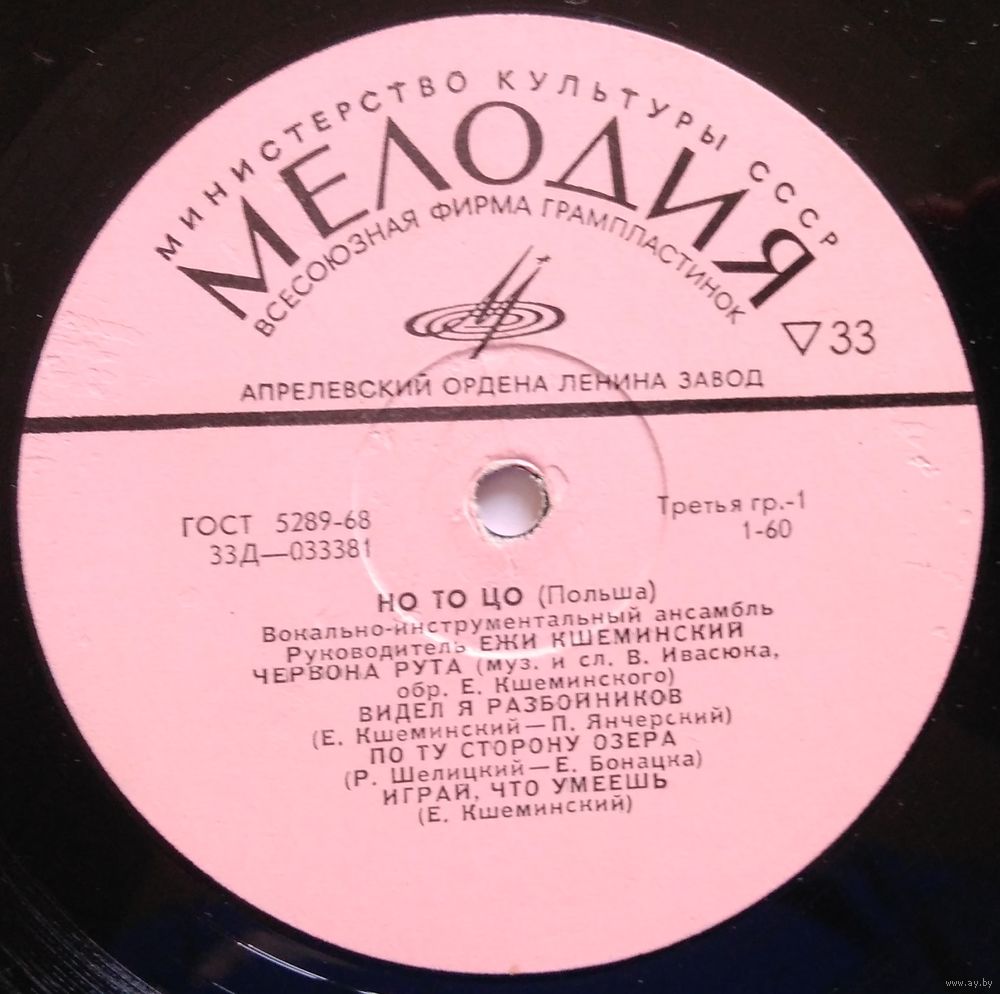 МИНИСТЕРСТВО КУЛЬТУРЫ СССР
МЕЛОДИЯ
ВСЕСОЮЗНАЯ ФИРМА ГРАМПЛАСТИНОК
▽33
АПРЕЛЕВСКИЙ ОРДЕНА ЛЕНИНА ЗАВОД
ГОСТ 5289-68
33Д—033381
Третья гр.-1
1-60
НО ТО ЦО (Польша)
Вокально-инструментальный ансамбль
Руководитель ЕЖИ КШЕМИНСКИЙ
ЧЕРВОНА РУТА (муз. и сл. В. Ивасюка,
обр. Е. Кшеминского)
ВИДЕЛ Я РАЗБОЙНИКОВ
(Е. Кшеминский—П. Янчерский)
ПО ТУ СТОРОНУ ОЗЕРА
(Р. Шелицкий—Е. Бонацка)
ИГРАЙ, ЧТО УМЕЕШЬ
(Е. Кшеминский)
www.ay.by